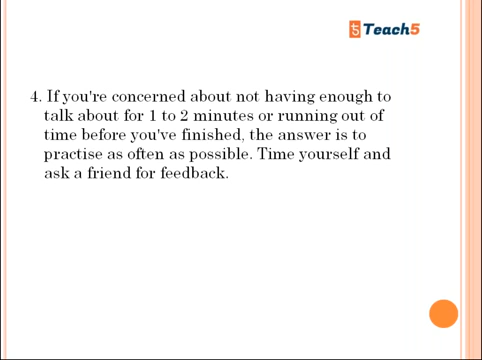 Teach5
4. If you're concerned about not having enough to
talk about for 1 to 2 minutes or running out of
time before you've finished, the answer is to
practise as often as possible. Time yourself and
ask a friend for feedback.